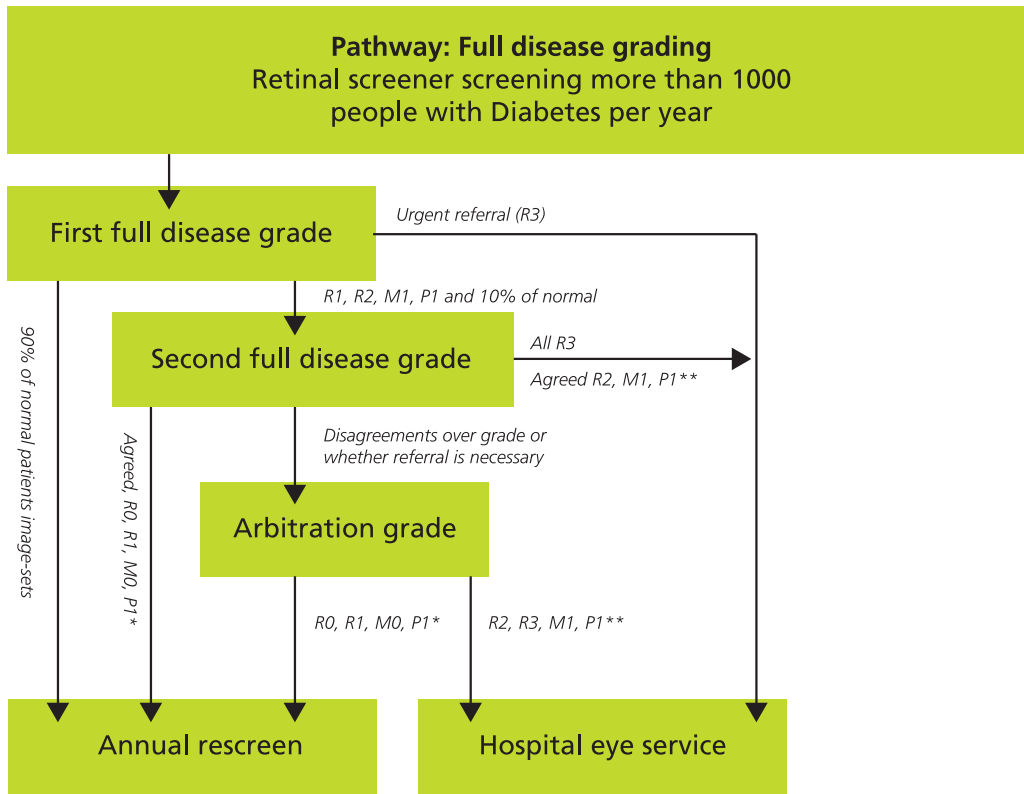 Pathway: Full disease grading
Retinal screener screening more than 1000
people with Diabetes per year
First full disease grade
Urgent referral (R3)
R1, R2, M1, P1 and 10% of normal
90% of normal patients image-sets
Second full disease grade
All R3
Agreed R2, M1, P1**
Agreed, R0, R1, M0, P1*
Disagreements over grade or
whether referral is necessary
Arbitration grade
R0, R1, M0, P1*
R2, R3, M1, P1**
Annual rescreen
Hospital eye service